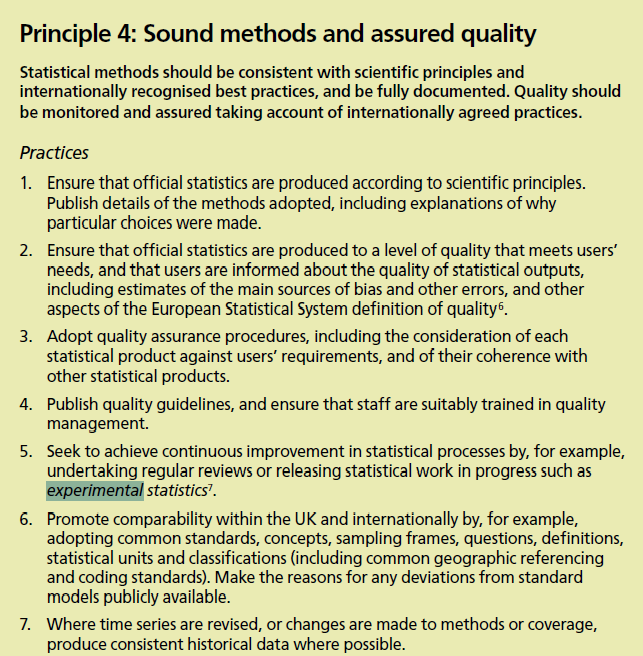 Principle 4: Sound methods and assured quality
Statistical methods should be consistent with scientific principles and
internationally recognised best practices, and be fully documented. Quality should
be monitored and assured taking account of internationally agreed practices.
Practices
1. Ensure that official statistics are produced according to scientific principles.
Publish details of the methods adopted, including explanations of why
particular choices were made.
2. Ensure that official statistics are produced to a level of quality that meets users’
needs, and that users are informed about the quality of statistical outputs,
including estimates of the main sources of bias and other errors, and other
aspects of the European Statistical System definition of quality⁶.
3. Adopt quality assurance procedures, including the consideration of each
statistical product against users’ requirements, and of their coherence with
other statistical products.
4. Publish quality guidelines, and ensure that staff are suitably trained in quality
management.
5. Seek to achieve continuous improvement in statistical processes by, for example,
undertaking regular reviews or releasing statistical work in progress such as
experimental statistics⁷.
6. Promote comparability within the UK and internationally by, for example,
adopting common standards, concepts, sampling frames, questions, definitions,
statistical units and classifications (including common geographic referencing
and coding standards). Make the reasons for any deviations from standard
models publicly available.
7. Where time series are revised, or changes are made to methods or coverage,
produce consistent historical data where possible.